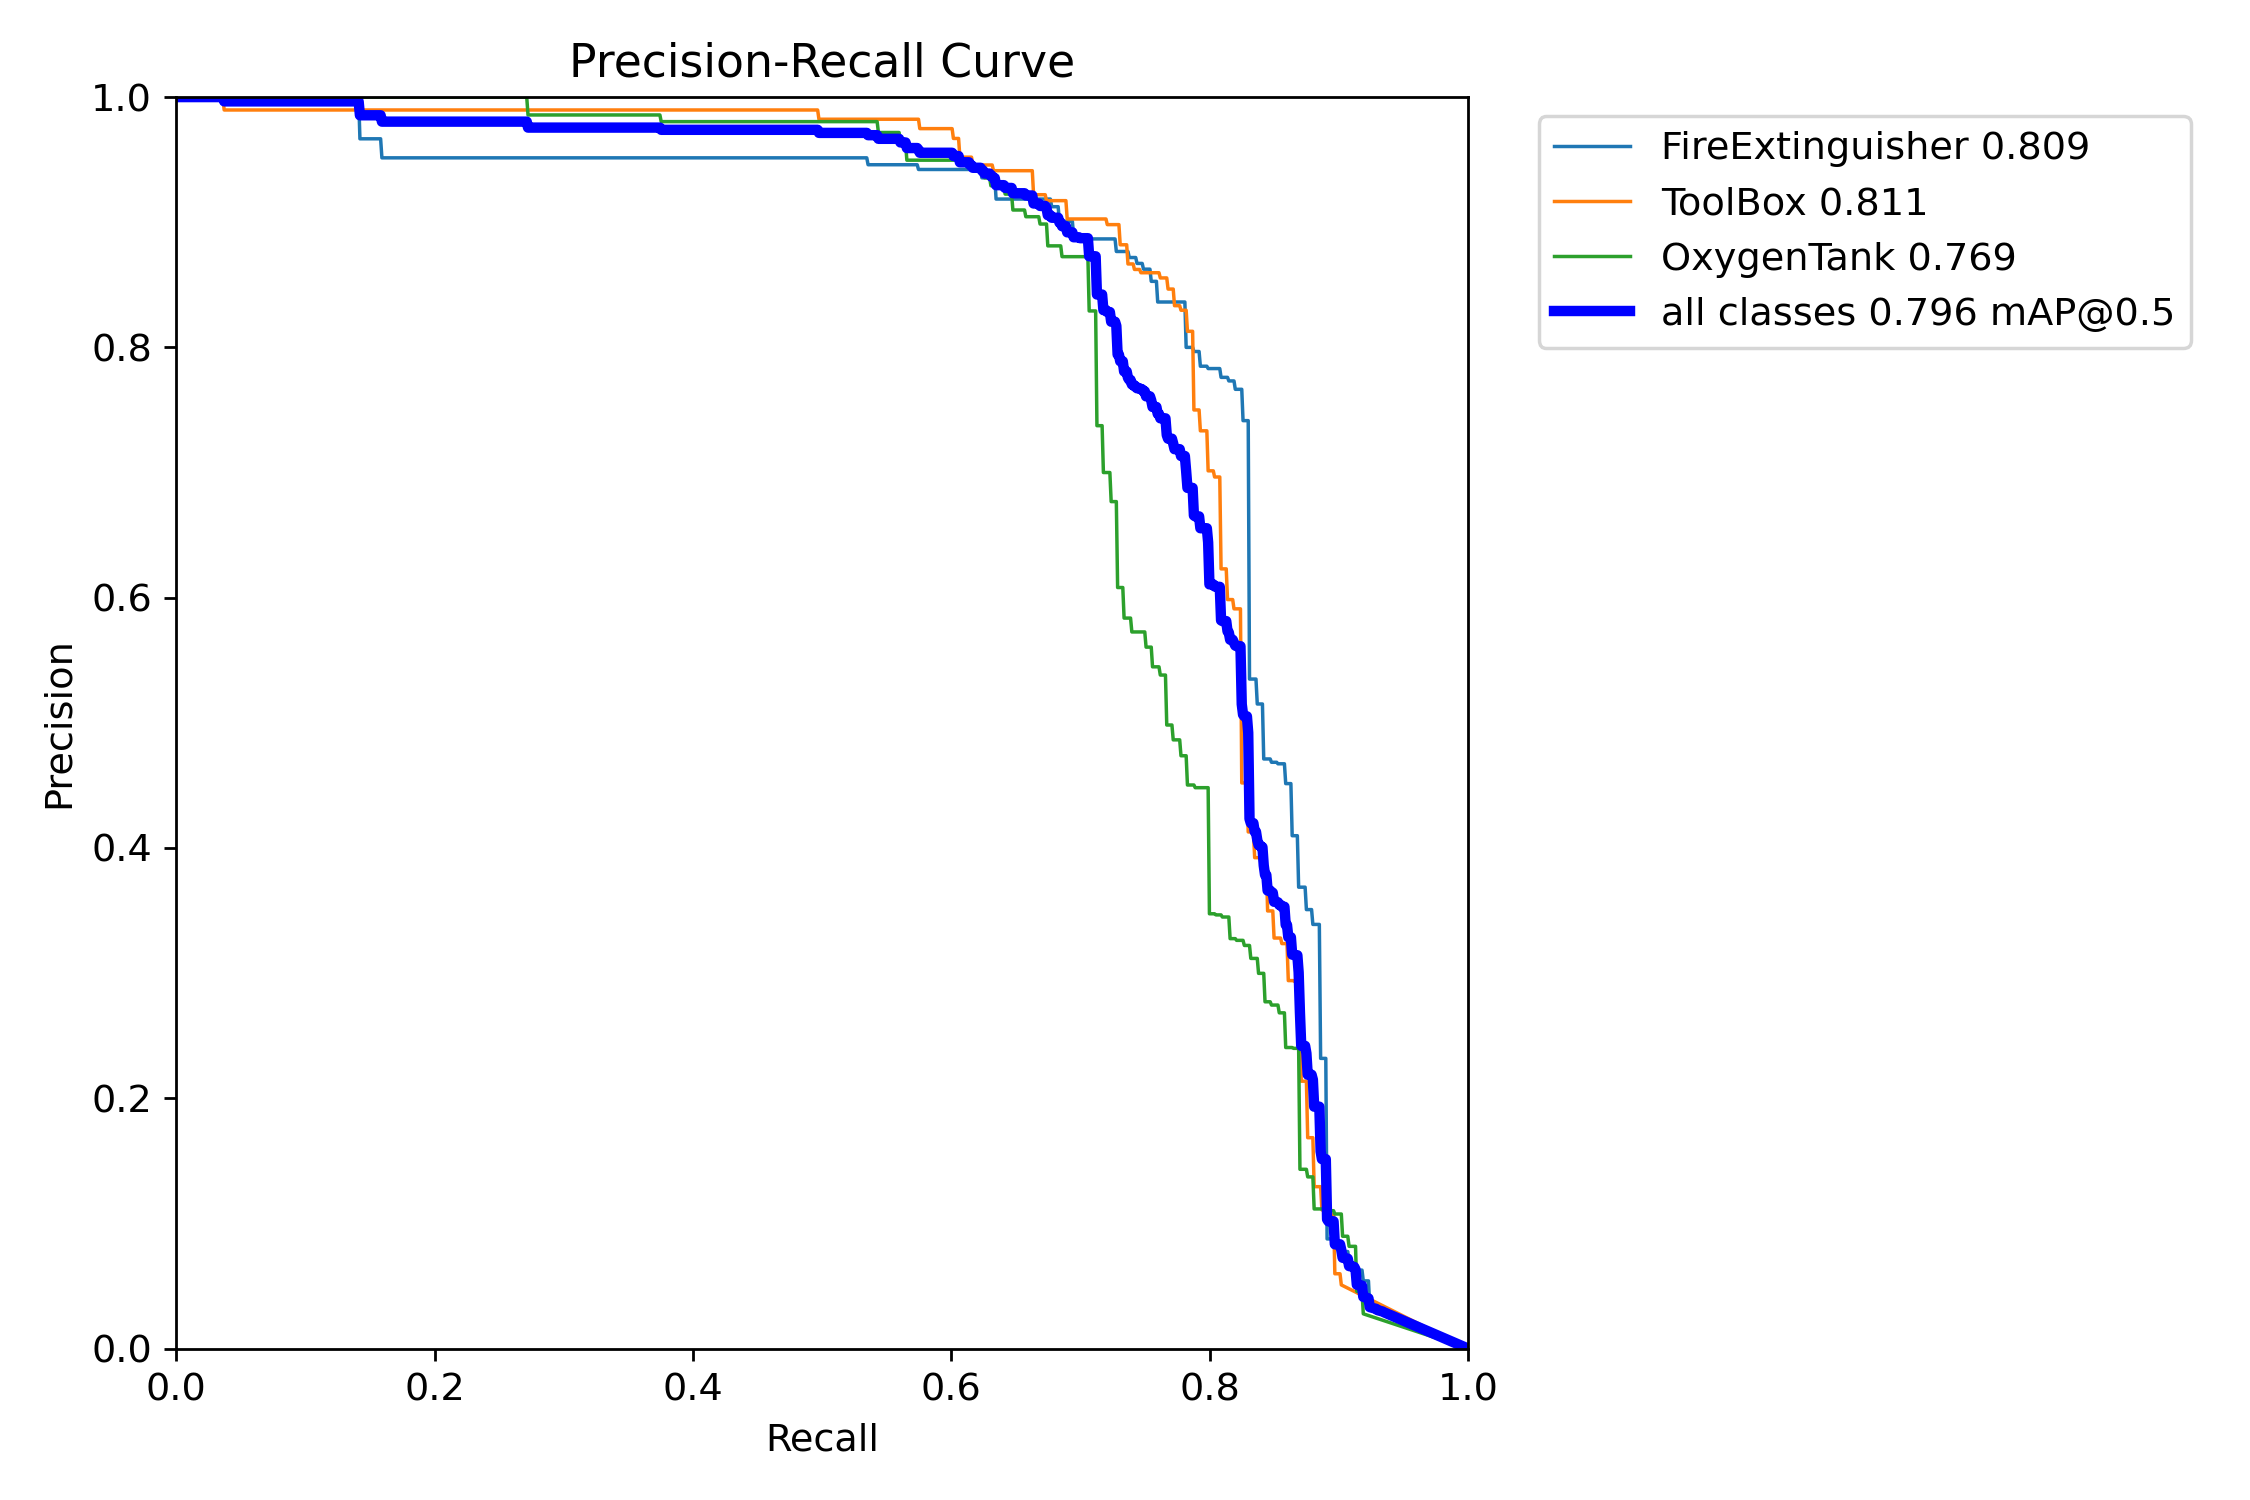 Precision-Recall Curve
1.0
0.8
0.6
0.4
0.2
0.0
Precision
0.0 0.2 0.4 0.6 0.8 1.0
Recall
FireExtinguisher 0.809
ToolBox 0.811
OxygenTank 0.769
all classes 0.796 mAP@0.5